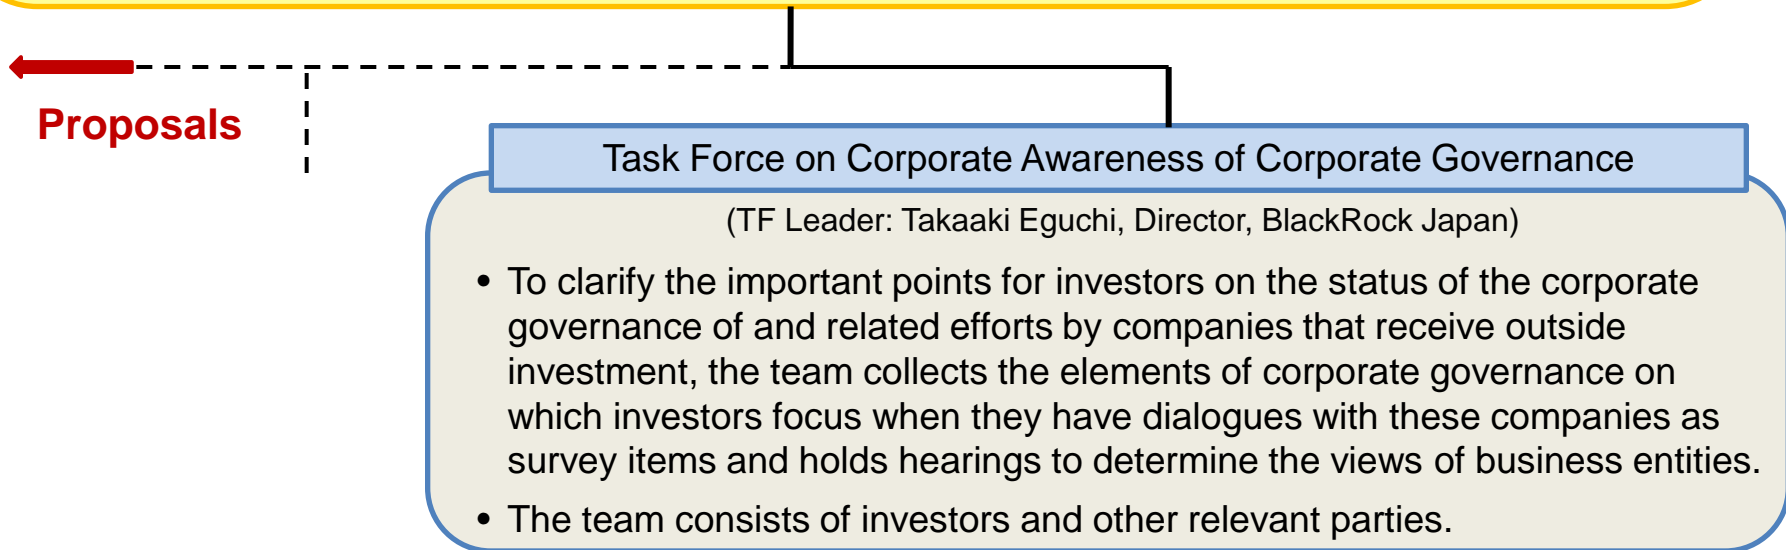 Proposals
Task Force on Corporate Awareness of Corporate Governance
(TF Leader: Takaaki Eguchi, Director, BlackRock Japan)
• To clarify the important points for investors on the status of the corporate
governance of and related efforts by companies that receive outside
investment, the team collects the elements of corporate governance on
which investors focus when they have dialogues with these companies as
survey items and holds hearings to determine the views of business entities.
• The team consists of investors and other relevant parties.